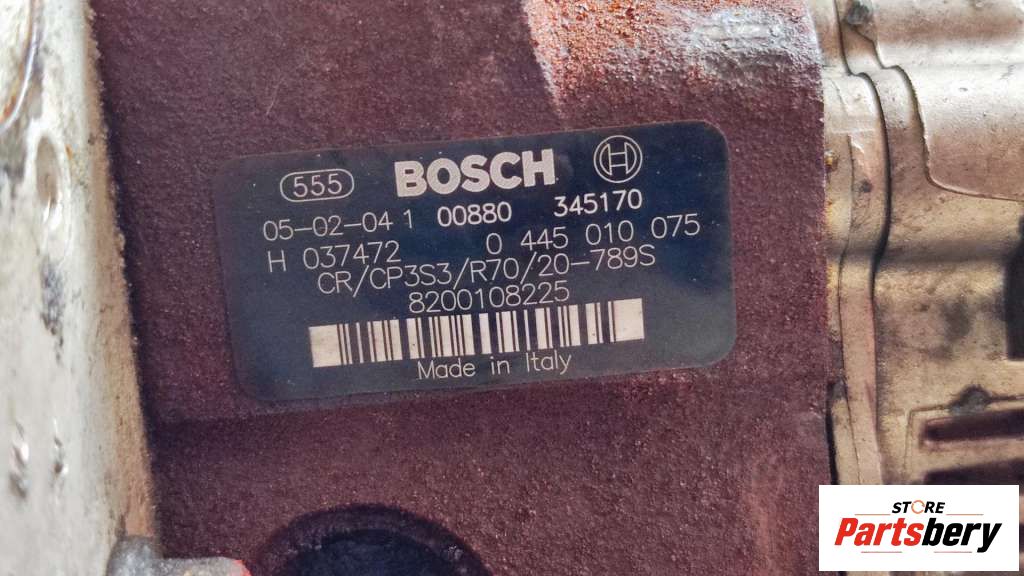 555 BOSCH H
05-02-04 1 00880 345170
H 037472 0 445 010 075
CR/CP3S3/R70/20-789S
8200108225
Made in Italy
STORE
Partsbery